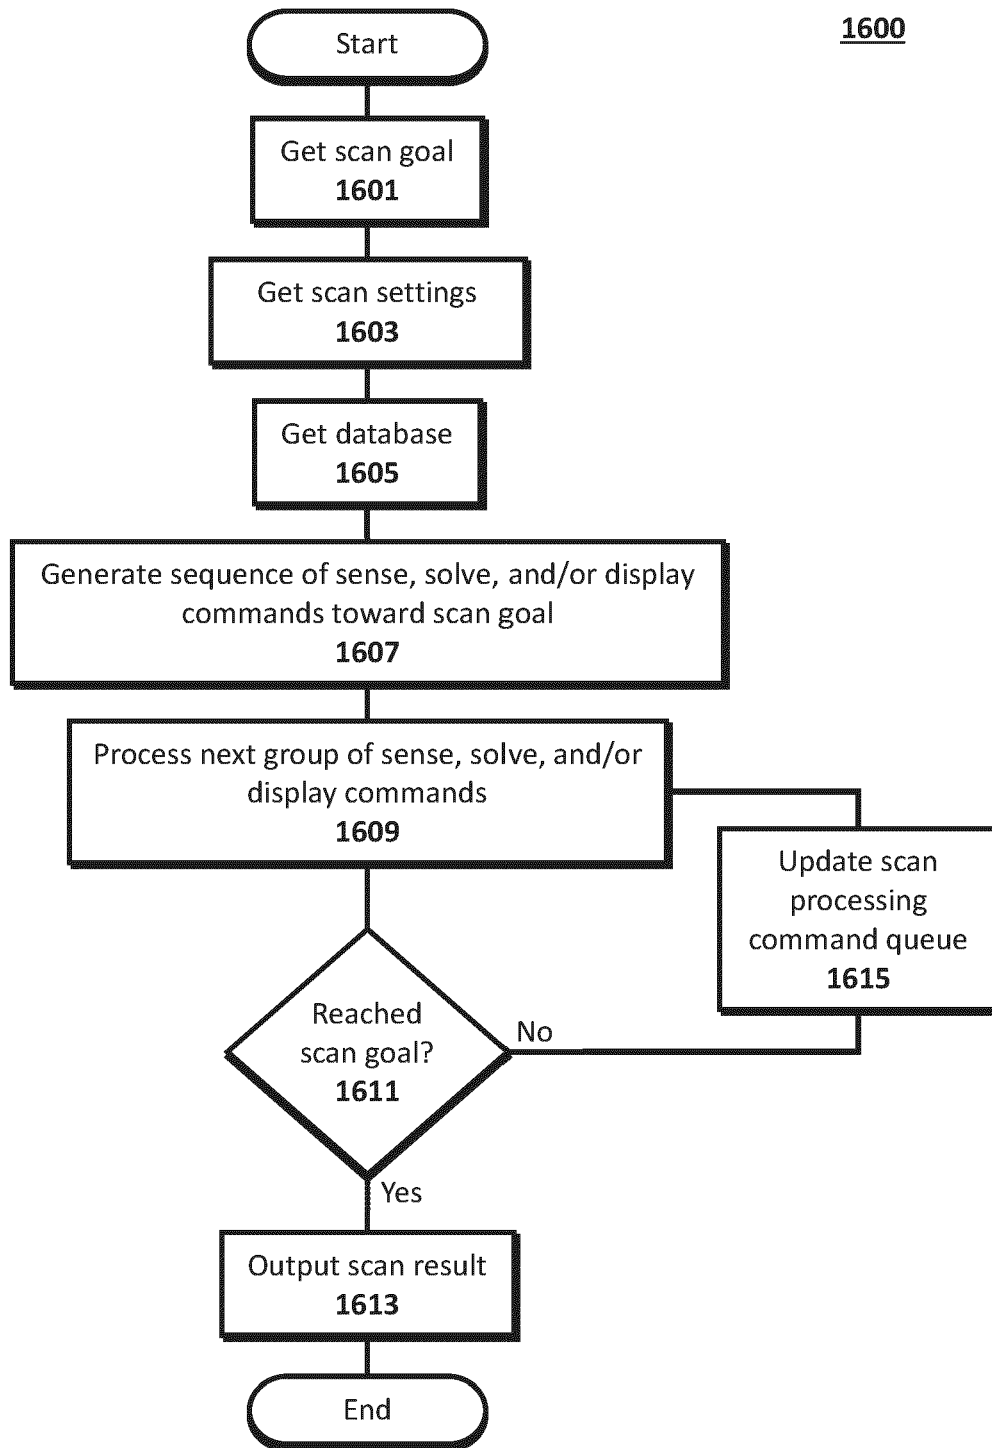 1600
Start
Get scan goal
1601
Get scan settings
1603
Get database
1605
Generate sequence of sense, solve, and/or display
commands toward scan goal
1607
Process next group of sense, solve, and/or
display commands
1609
Update scan
processing
command queue
1615
Reached
scan goal?
1611
No
Yes
Output scan result
1613
End